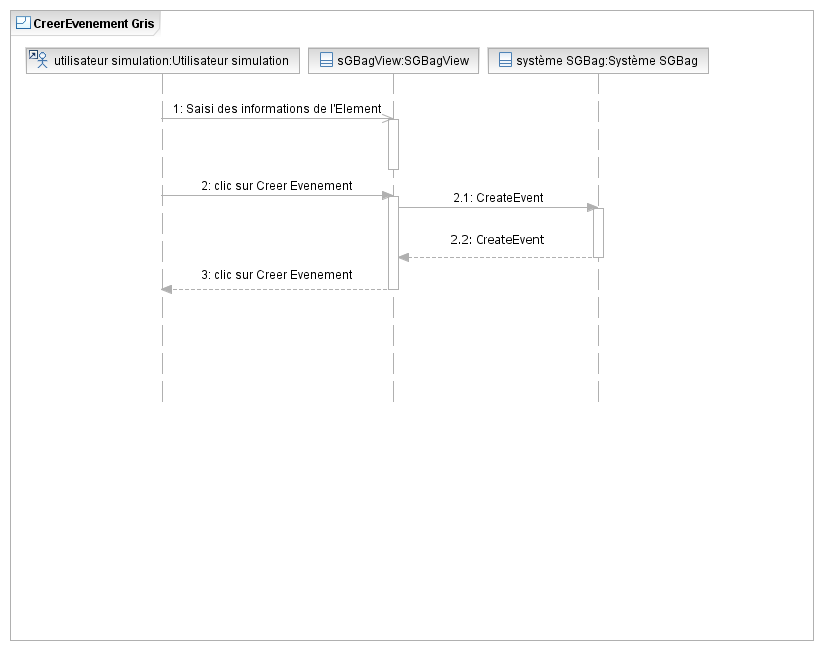 CreerEvenement Gris
utilisateur simulation:Utilisateur simulation
sGBagView:SGBagView
système SGBag:Système SGBag
1: Saisi des informations de l'Element
2: clic sur Creer Evenement
2.1: CreateEvent
2.2: CreateEvent
3: clic sur Creer Evenement